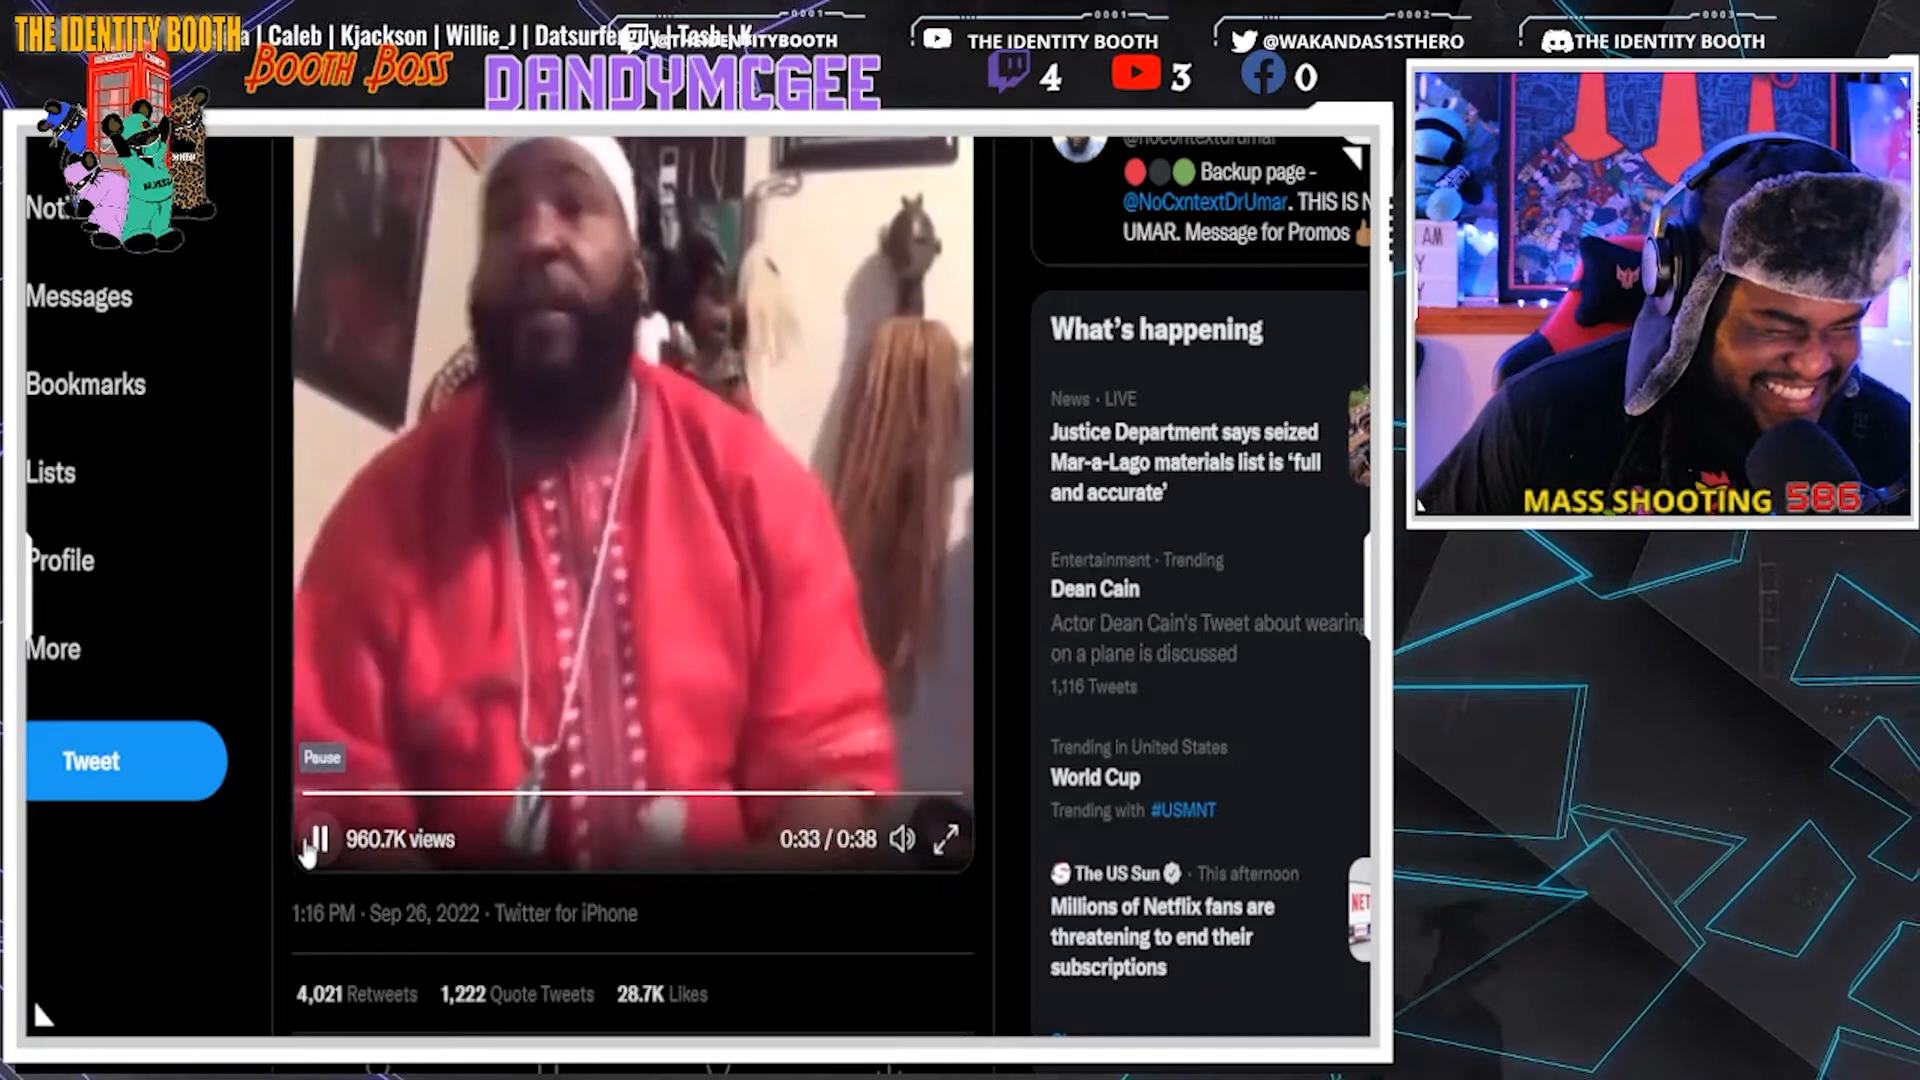 THE IDENTITY BOOTH
| Caleb | Kjackson | Willie_J |
BOOTH BOSS
DANDYMCGEE
0001
THE IDENTITY BOOTH
0001
@WAKANDAS1STHERO
0002
THE IDENTITY BOOTH
0003
4
3
0
Messages
Bookmarks
Lists
Profile
More
Tweet
Pause
960.7K views
0:33 / 0:38
1:16 PM · Sep 26, 2022 · Twitter for iPhone
4,021 Retweets 1,222 Quote Tweets 28.7K Likes
Backup page -
@NoCxntextDrUmar. THIS IS
UMAR. Message for Promos
What's happening
News · LIVE
Justice Department says seized
Mar-a-Lago materials list is ‘full
and accurate’
Entertainment · Trending
Dean Cain
Actor Dean Cain's Tweet about wearing
on a plane is discussed
1,116 Tweets
Trending in United States
World Cup
Trending with #USMNT
The US Sun · This afternoon
Millions of Netflix fans are
threatening to end their
subscriptions
NET
AM
MASS SHOOTING 586